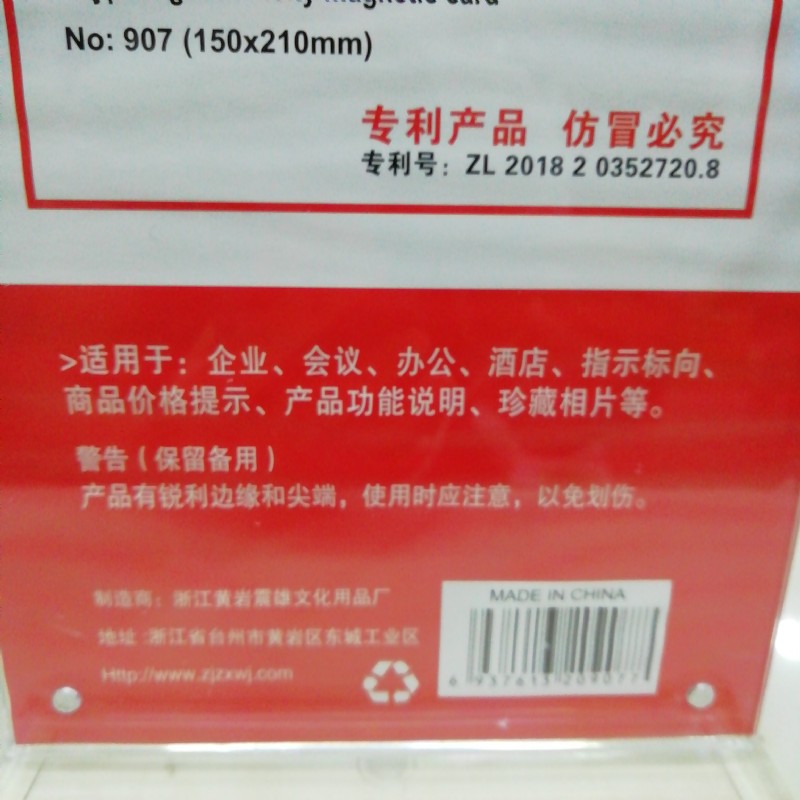 magnetic card
No: 907 (150x210mm)
专利产品 仿冒必究
专利号：ZL 2018 2 0352720.8
>适用于：企业、会议、办公、酒店、指示标向、
商品价格提示、产品功能说明、珍藏相片等。
警告（保留备用）
产品有锐利边缘和尖端，使用时应注意，以免划伤。
制造商：浙江黄岩震雄文化用品厂
地址：浙江省台州市黄岩区东城工业区
Http://www.zjzxwj.com
MADE IN CHINA
6 937613 209077